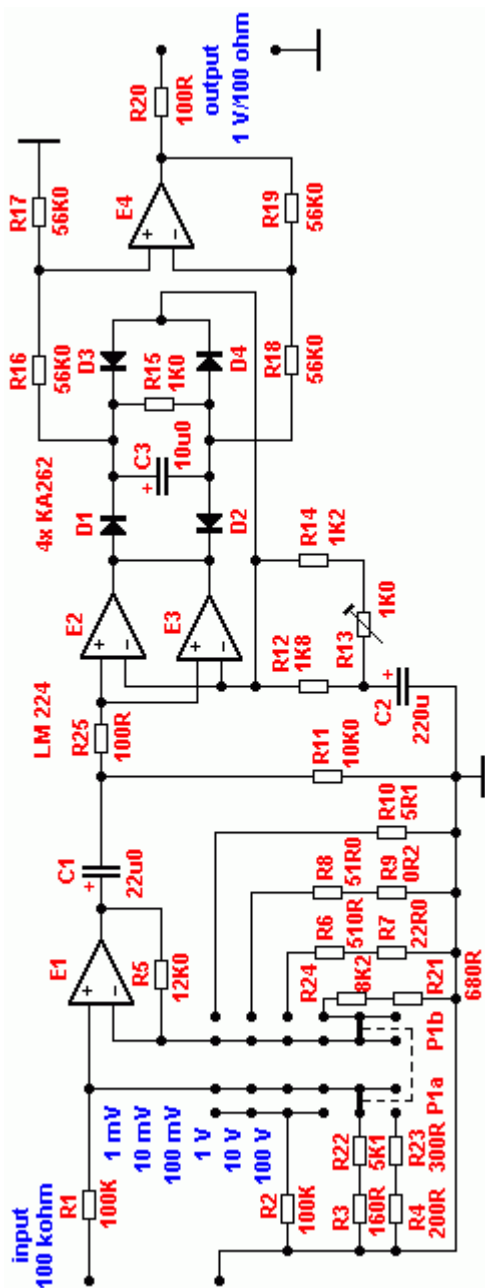 input
100 kohm
R1
100K
1 mV
10 mV
100 mV
1 V
10 V
100 V
R2
100K
R3
160R
R22
5K1
R4
200R
R23
300R
P1a
P1b
E1
+
−
R5
12K0
C1
+
22u0
R24
8K2
R21
680R
R6
510R
R7
22R0
R8
51R0
R9
0R2
R10
5R1
R11
10K0
LM 224
R25
100R
E2
+
−
E3
+
−
R12
1K8
R13
1K0
R14
1K2
C2
+
220u
4x KA262
D1
D2
C3
+
10u0
R15
1K0
D3
D4
R16
56K0
R17
56K0
R18
56K0
R19
56K0
E4
+
−
R20
100R
output
1 V/100 ohm